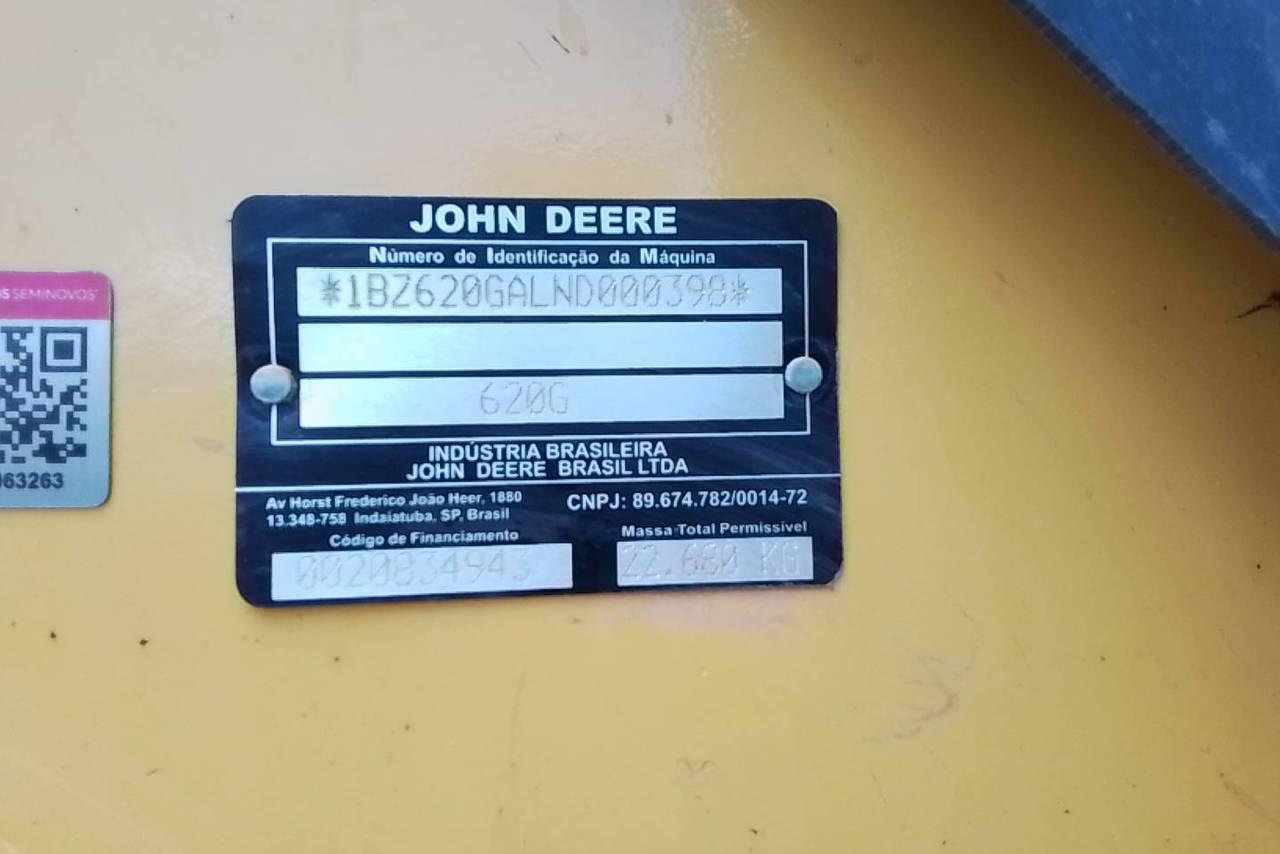 JOHN DEERE
Número de Identificação da Máquina
*1BZ620GALND000398*
620G
INDÚSTRIA BRASILEIRA
JOHN DEERE BRASIL LTDA
Av Horst Frederico João Heer, 1880
13.348-758 Indaiatuba, SP, Brasil
CNPJ: 89.674.782/0014-72
Código de Financiamento
0020834943
Massa Total Permissível
22.680 KG
SEMINOVOS
63263